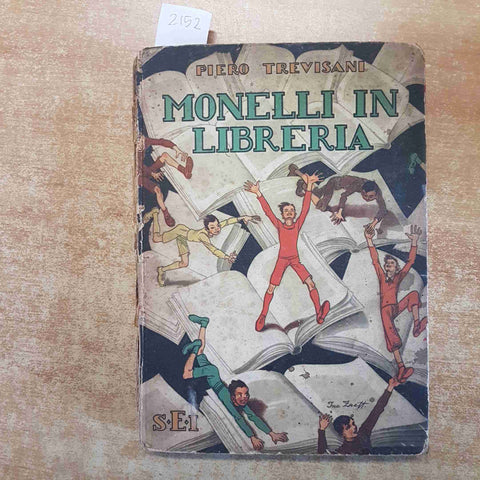 2152
PIERO TREVISANI
MONELLI IN
LIBRERIA
S·E·I